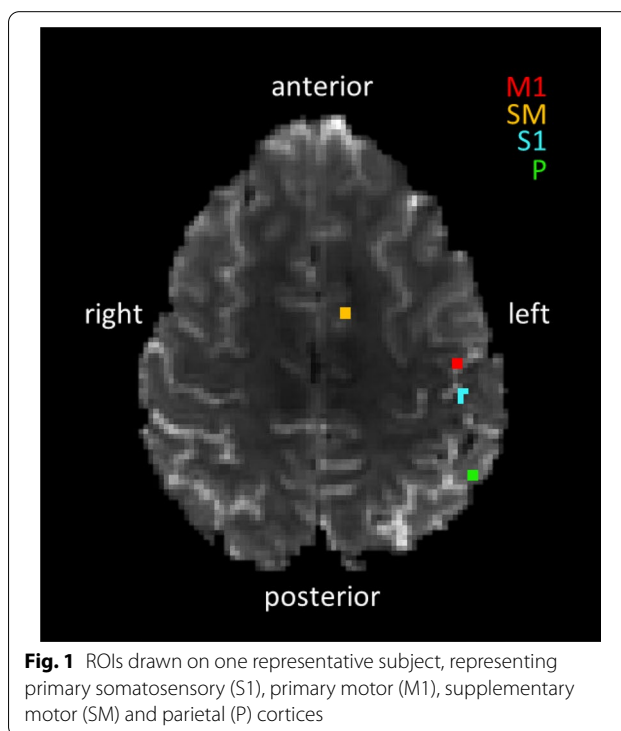 anterior
M1
SM
S1
P
right
left
posterior
Fig. 1 ROIs drawn on one representative subject, representing
primary somatosensory (S1), primary motor (M1), supplementary
motor (SM) and parietal (P) cortices